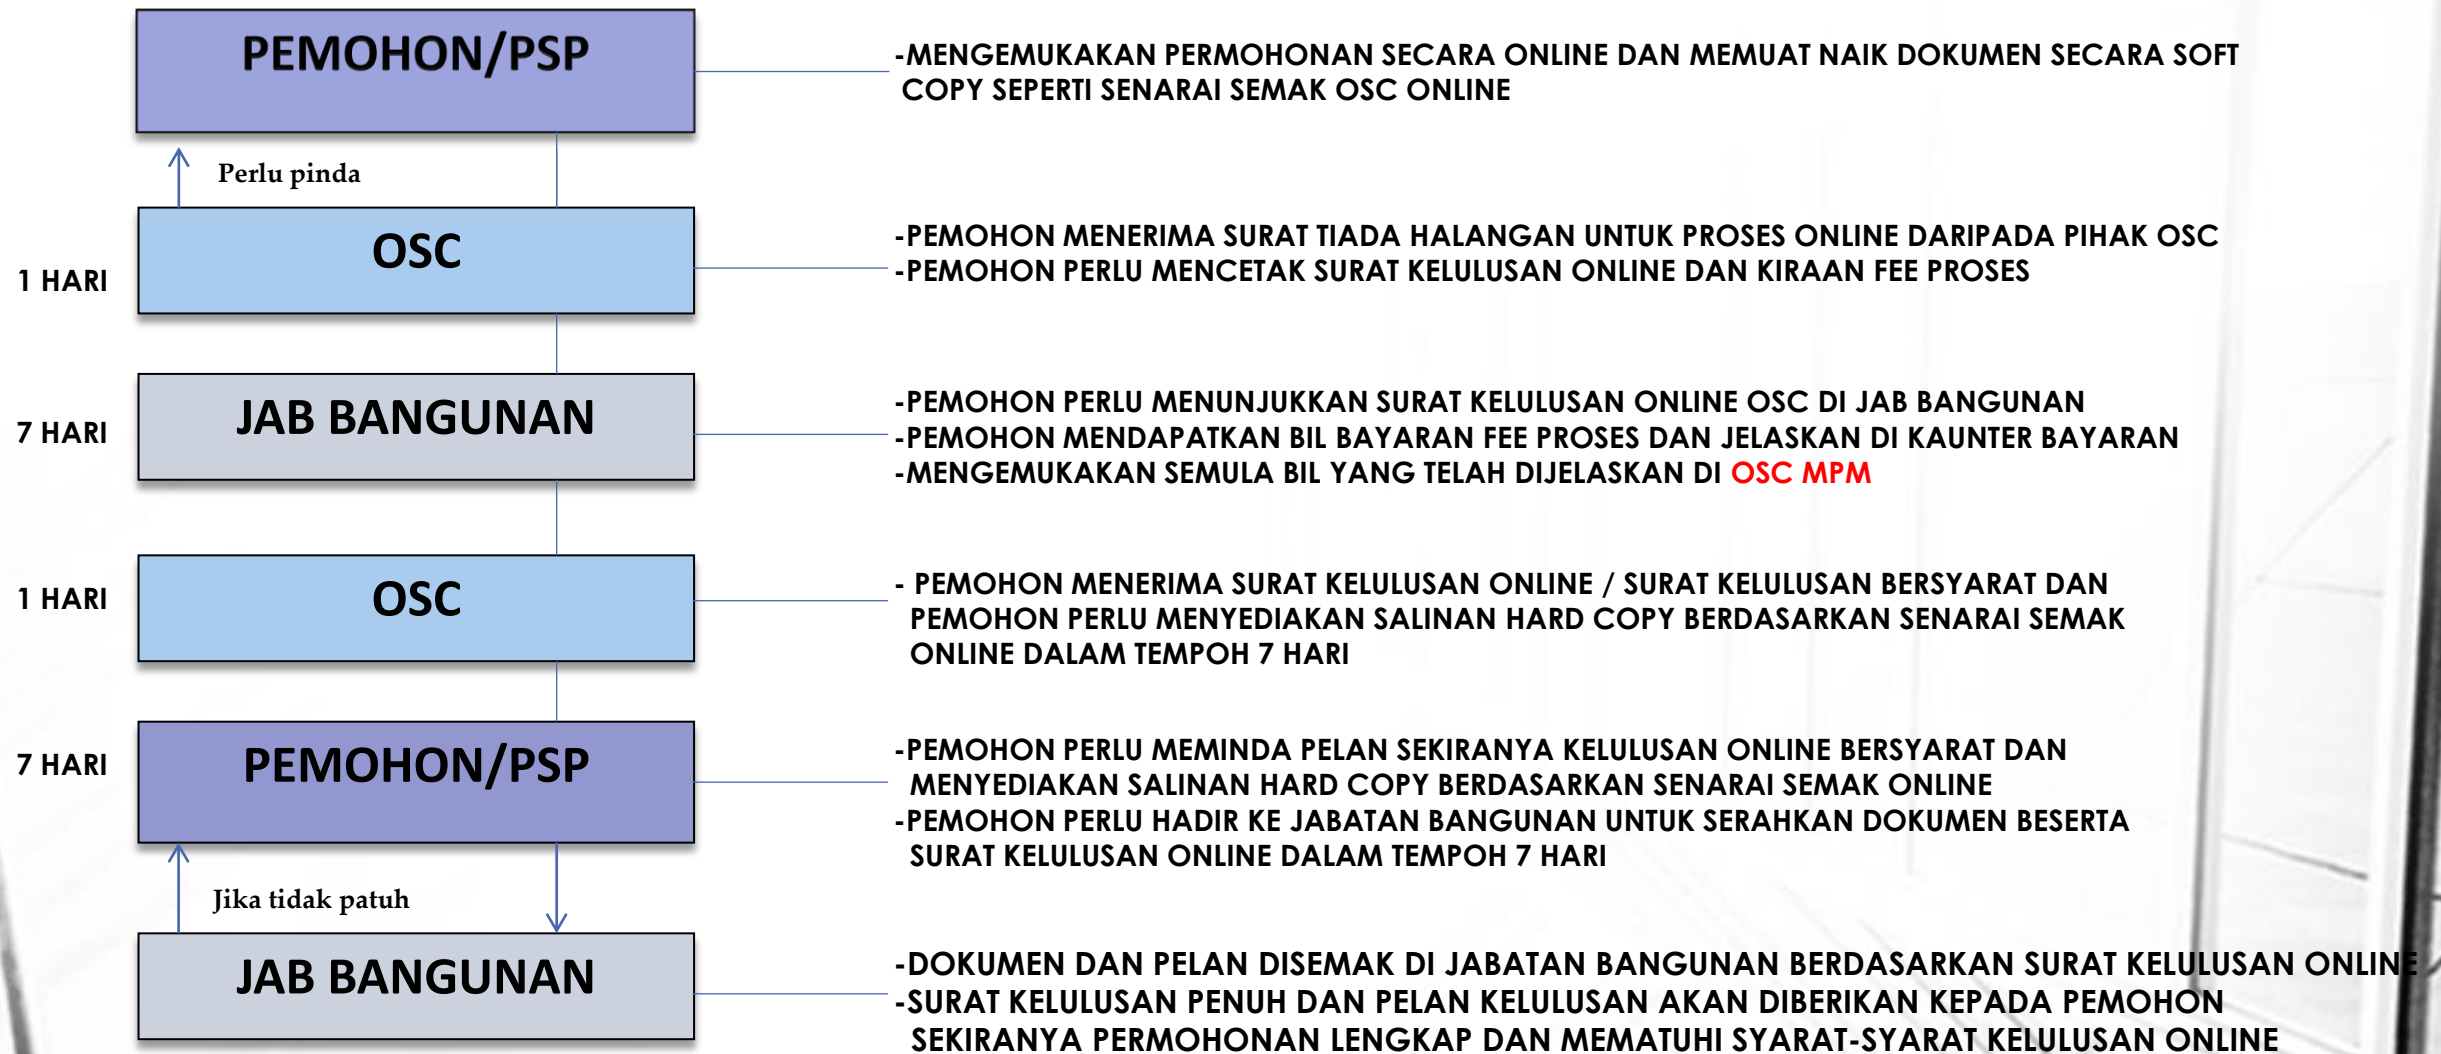 PEMOHON/PSP
-MENGEMUKAKAN PERMOHONAN SECARA ONLINE DAN MEMUAT NAIK DOKUMEN SECARA SOFT
COPY SEPERTI SENARAI SEMAK OSC ONLINE
Perlu pinda
1 HARI
OSC
-PEMOHON MENERIMA SURAT TIADA HALANGAN UNTUK PROSES ONLINE DARIPADA PIHAK OSC
-PEMOHON PERLU MENCETAK SURAT KELULUSAN ONLINE DAN KIRAAN FEE PROSES
7 HARI
JAB BANGUNAN
-PEMOHON PERLU MENUNJUKKAN SURAT KELULUSAN ONLINE OSC DI JAB BANGUNAN
-PEMOHON MENDAPATKAN BIL BAYARAN FEE PROSES DAN JELASKAN DI KAUNTER BAYARAN
-MENGEMUKAKAN SEMULA BIL YANG TELAH DIJELASKAN DI OSC MPM
1 HARI
OSC
- PEMOHON MENERIMA SURAT KELULUSAN ONLINE / SURAT KELULUSAN BERSYARAT DAN
PEMOHON PERLU MENYEDIAKAN SALINAN HARD COPY BERDASARKAN SENARAI SEMAK
ONLINE DALAM TEMPOH 7 HARI
7 HARI
PEMOHON/PSP
-PEMOHON PERLU MEMINDA PELAN SEKIRANYA KELULUSAN ONLINE BERSYARAT DAN
MENYEDIAKAN SALINAN HARD COPY BERDASARKAN SENARAI SEMAK ONLINE
-PEMOHON PERLU HADIR KE JABATAN BANGUNAN UNTUK SERAHKAN DOKUMEN BESERTA
SURAT KELULUSAN ONLINE DALAM TEMPOH 7 HARI
Jika tidak patuh
JAB BANGUNAN
-DOKUMEN DAN PELAN DISEMAK DI JABATAN BANGUNAN BERDASARKAN SURAT KELULUSAN ONLINE
-SURAT KELULUSAN PENUH DAN PELAN KELULUSAN AKAN DIBERIKAN KEPADA PEMOHON
SEKIRANYA PERMOHONAN LENGKAP DAN MEMATUHI SYARAT-SYARAT KELULUSAN ONLINE